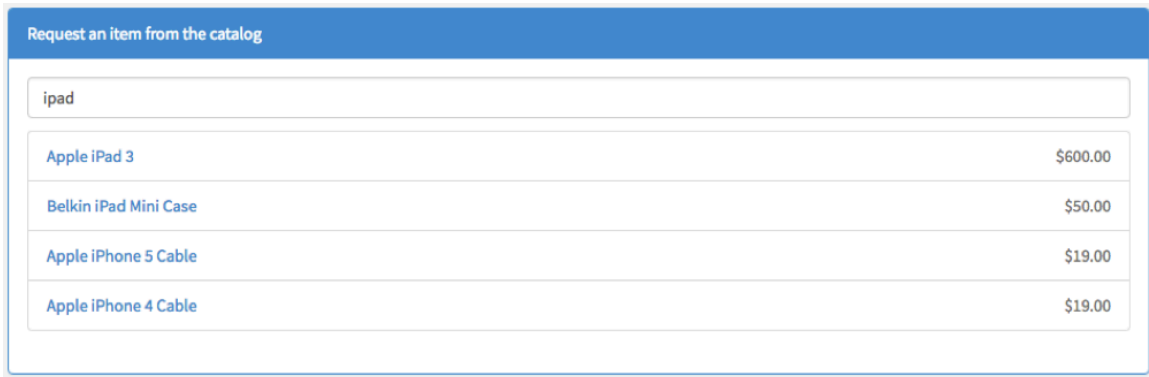 Request an item from the catalog
ipad
Apple iPad 3 $600.00
Belkin iPad Mini Case $50.00
Apple iPhone 5 Cable $19.00
Apple iPhone 4 Cable $19.00